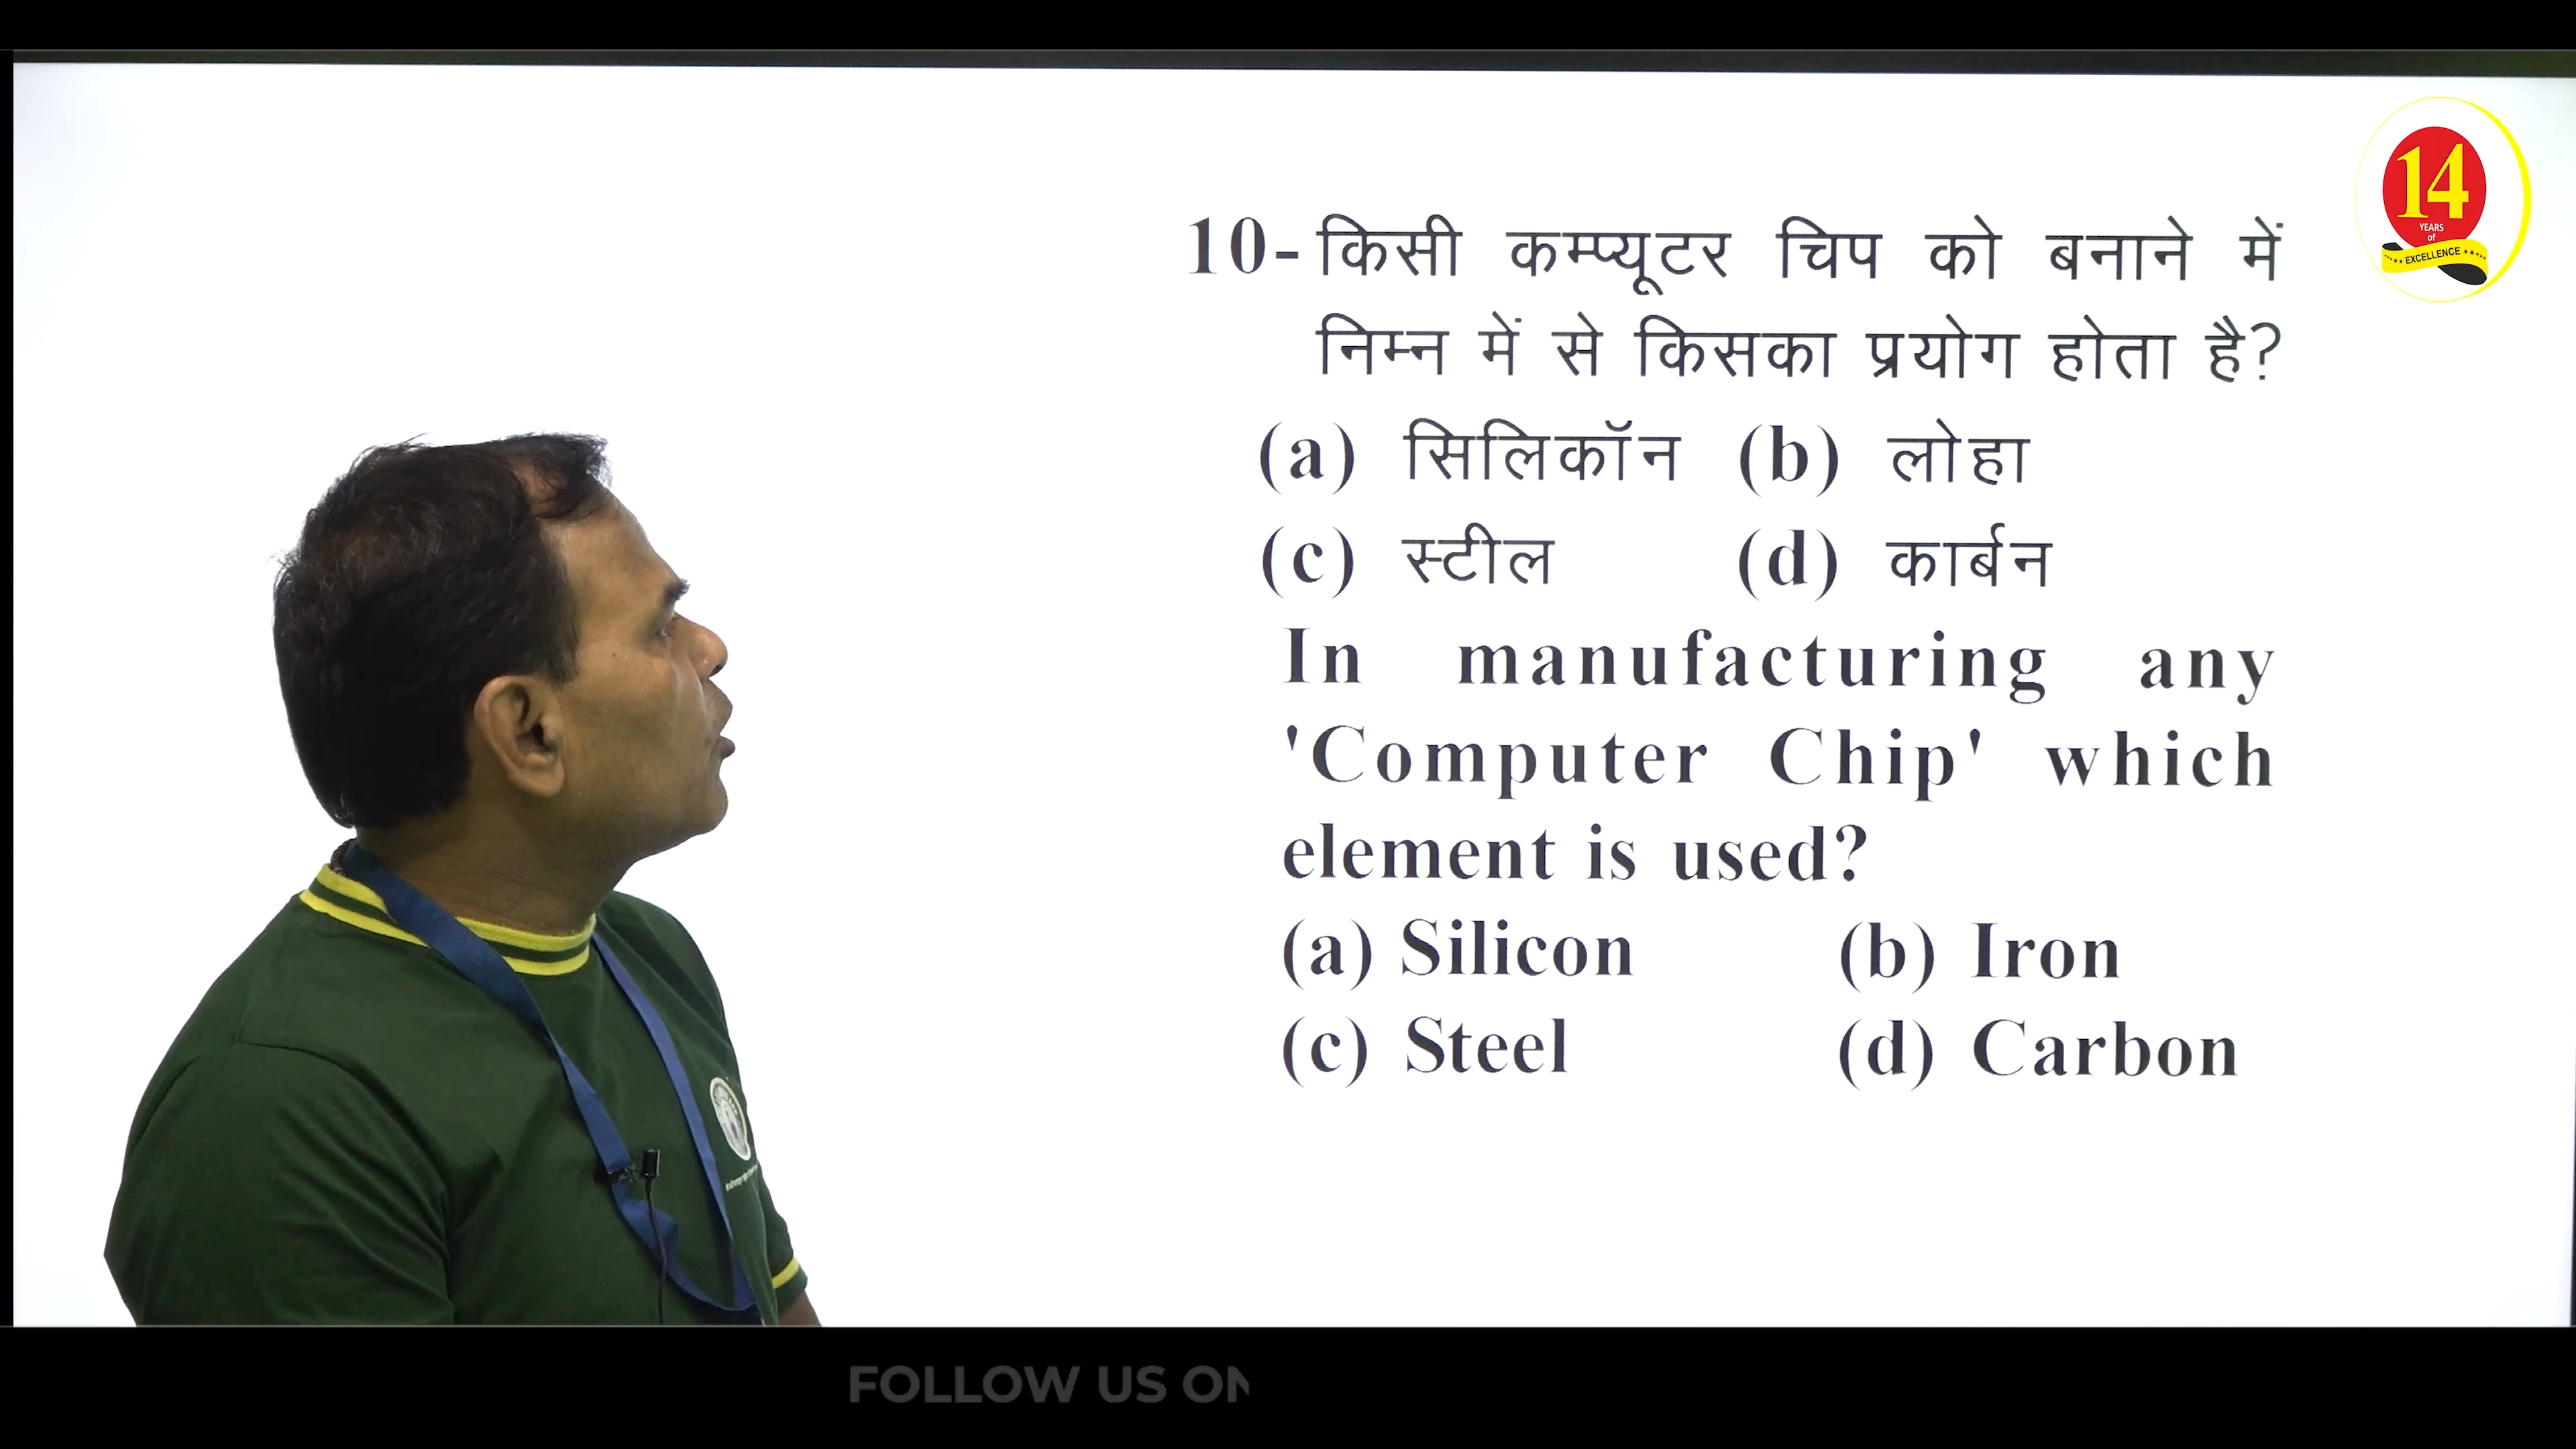 14
YEARS
of
EXCELLENCE
10- किसी कम्प्यूटर चिप को बनाने में
निम्न में से किसका प्रयोग होता है?
(a) सिलिकॉन (b) लोहा
(c) स्टील (d) कार्बन
In manufacturing any
'Computer Chip' which
element is used?
(a) Silicon (b) Iron
(c) Steel (d) Carbon
FOLLOW US ON